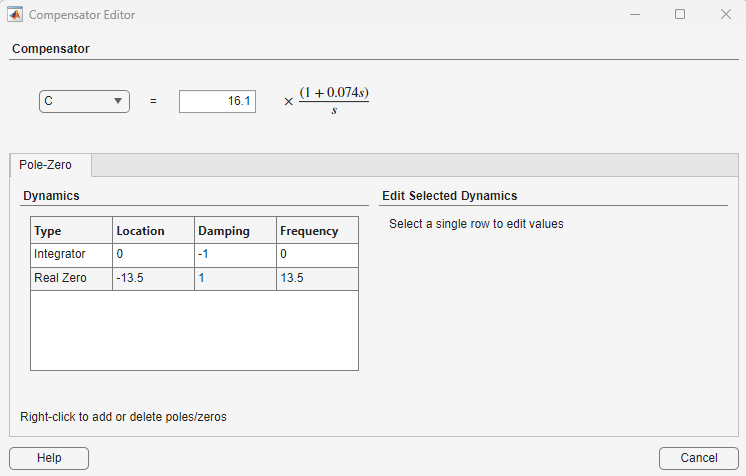 Compensator Editor
Compensator
C = 16.1 × (1 + 0.074s)
s
Pole-Zero
Dynamics
Edit Selected Dynamics
Type Location Damping Frequency
Integrator 0 -1 0
Real Zero -13.5 1 13.5
Select a single row to edit values
Right-click to add or delete poles/zeros
Help
Cancel